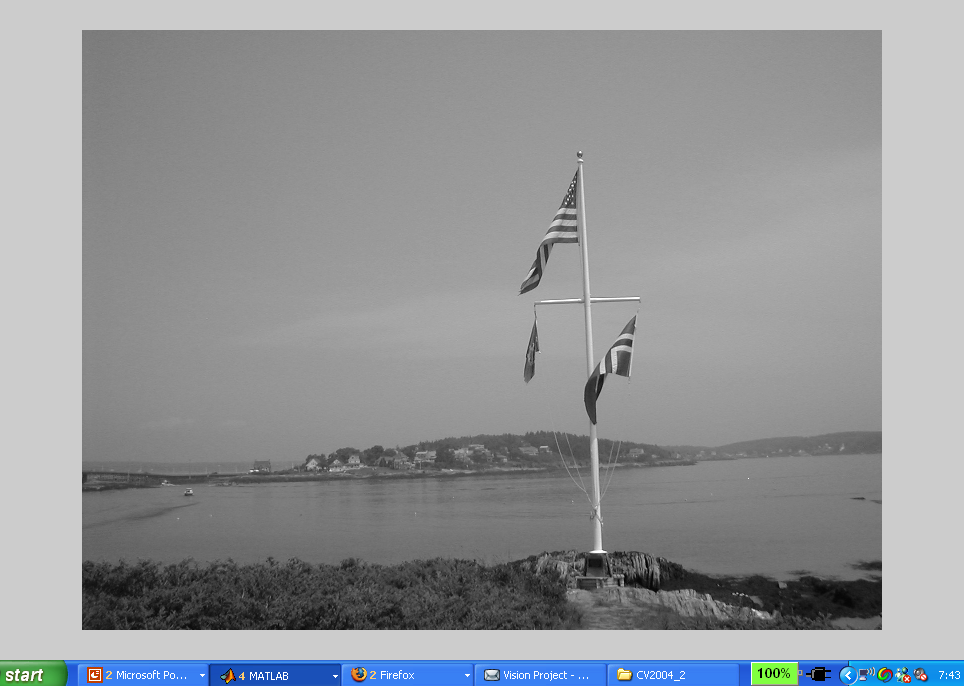 start
2 Microsoft Po...
4 MATLAB
2 Firefox
Vision Project - ...
CV2004_2
100%
7:43